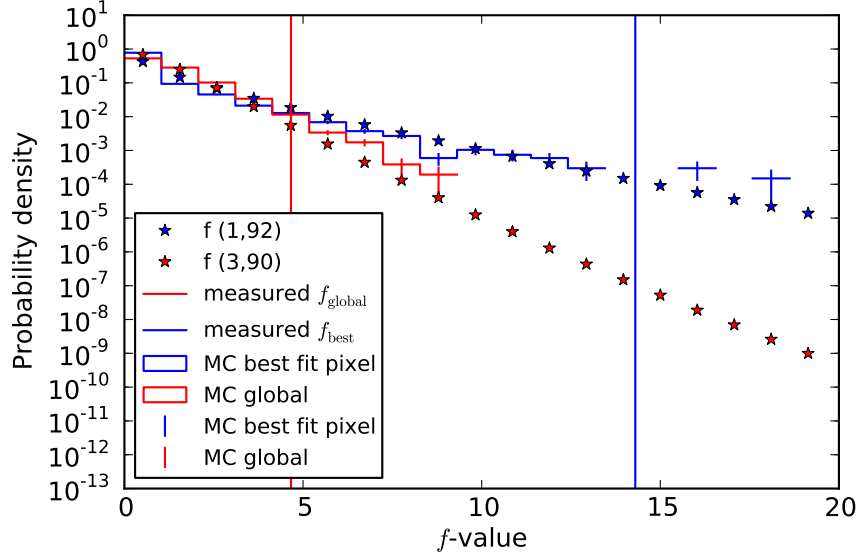 Probability density
10^1
10^0
10^-1
10^-2
10^-3
10^-4
10^-5
10^-6
10^-7
10^-8
10^-9
10^-10
10^-11
10^-12
10^-13
f (1,92)
f (3,90)
measured f_global
measured f_best
MC best fit pixel
MC global
MC best fit pixel
MC global
0 5 10 15 20
f-value